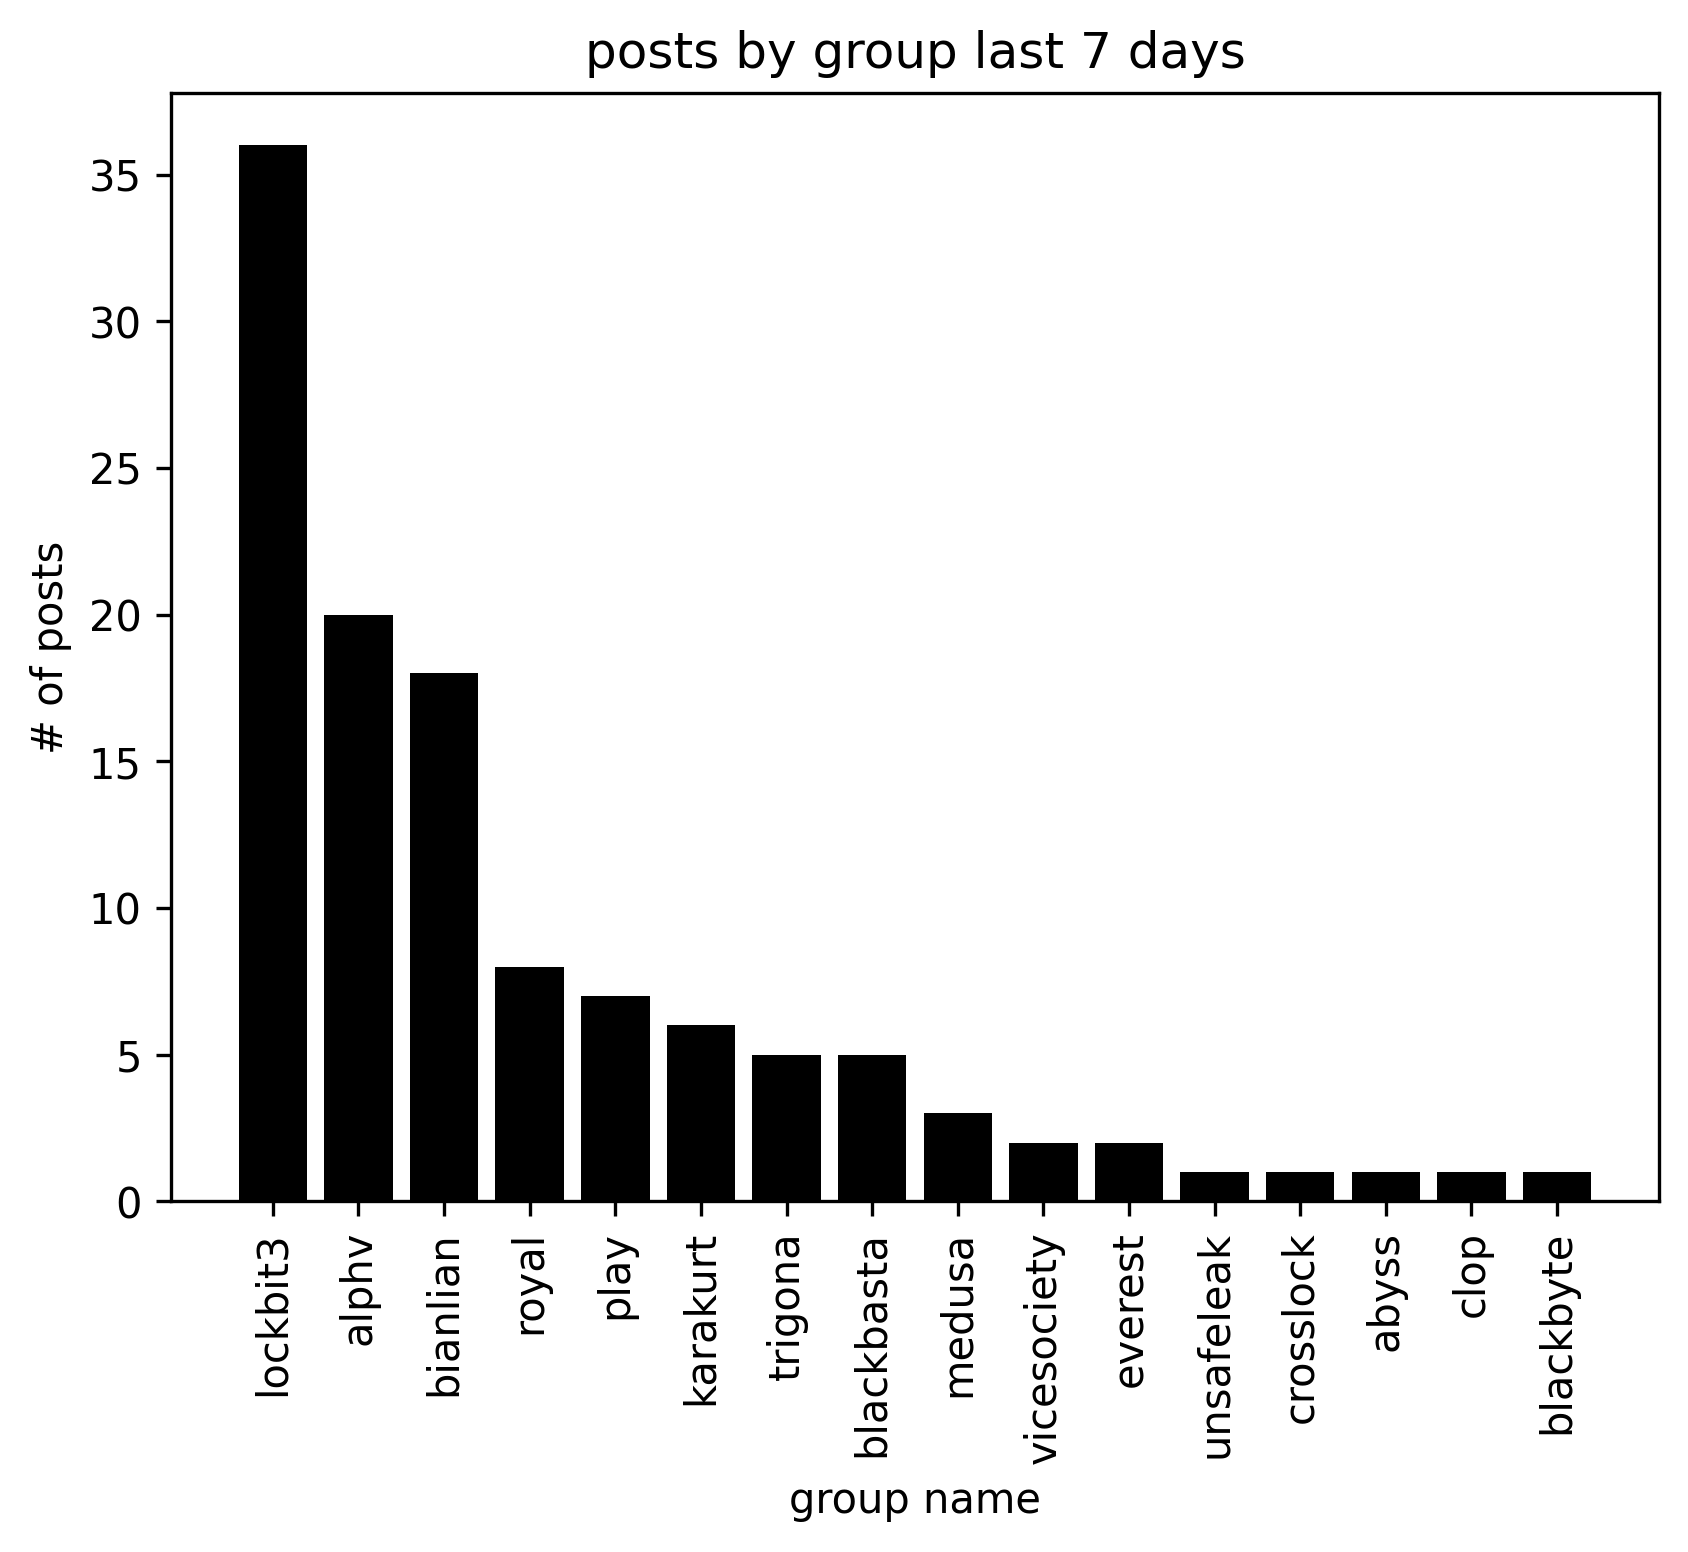 posts by group last 7 days
# of posts
35
30
25
20
15
10
5
0
lockbit3
alphv
bianlian
royal
play
karakurt
trigona
blackbasta
medusa
vicesociety
everest
unsafeleak
crosslock
abyss
clop
blackbyte
group name